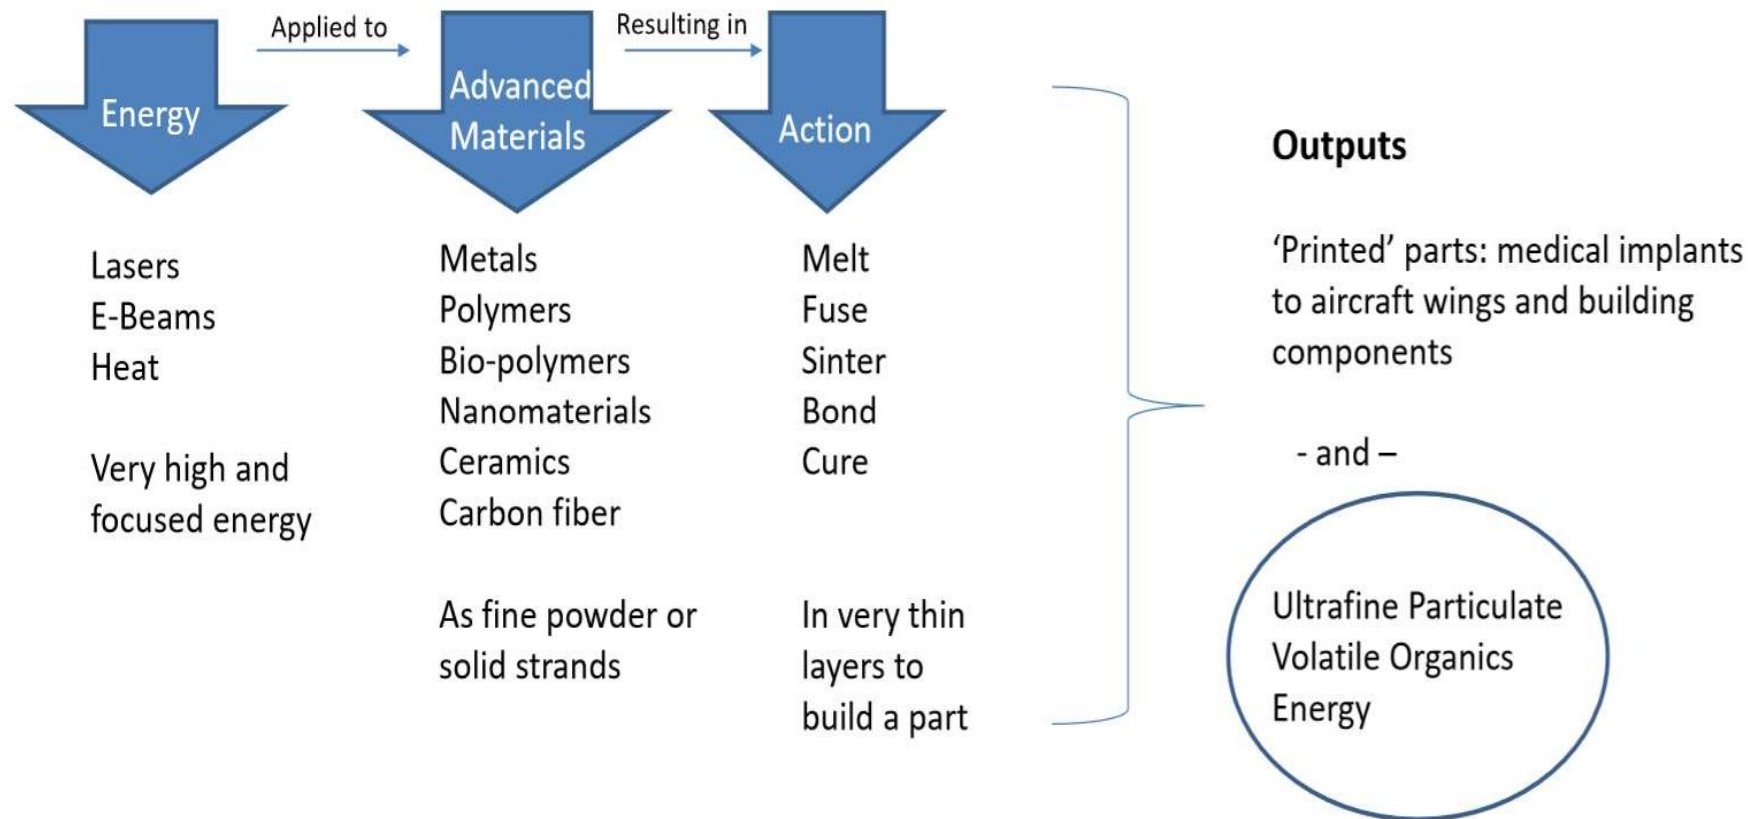 Applied to
Resulting in
Energy
Advanced
Materials
Action
Lasers
E-Beams
Heat
Very high and
focused energy
Metals
Polymers
Bio-polymers
Nanomaterials
Ceramics
Carbon fiber
As fine powder or
solid strands
Melt
Fuse
Sinter
Bond
Cure
In very thin
layers to
build a part
Outputs
‘Printed’ parts: medical implants
to aircraft wings and building
components
- and –
Ultrafine Particulate
Volatile Organics
Energy